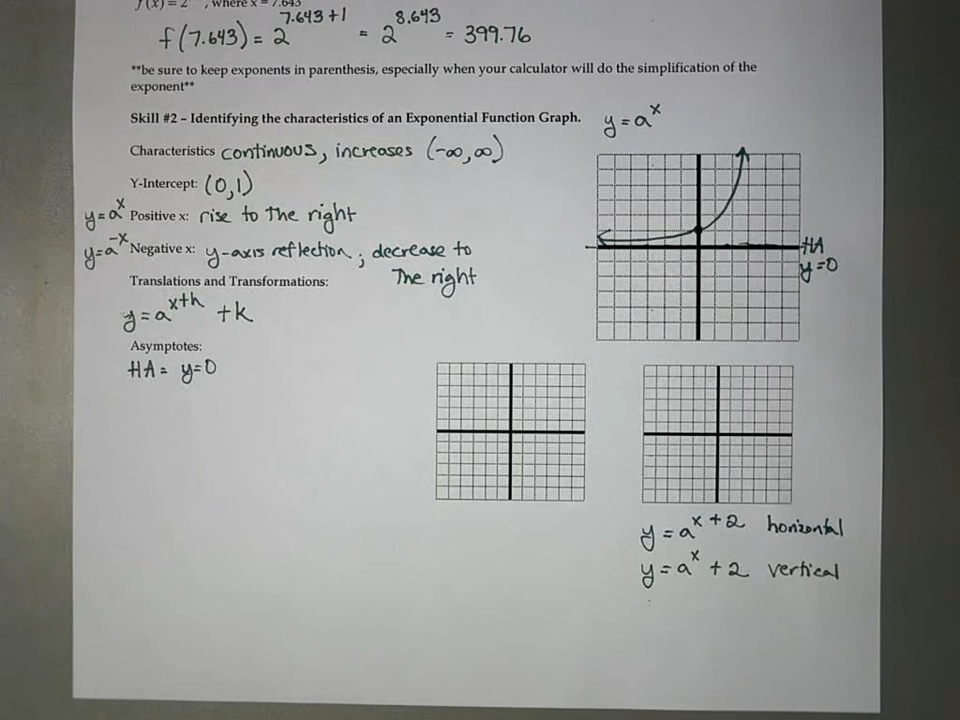 f(x) = 2 , where x = 7.643
f(7.643) = 2^7.643+1 = 2^8.643 = 399.76
**be sure to keep exponents in parenthesis, especially when your calculator will do the simplification of the
exponent**
Skill #2 – Identifying the characteristics of an Exponential Function Graph. y = a^x
Characteristics continuous, increases (-∞, ∞)
Y-Intercept: (0,1)
y=a^x Positive x: rise to the right
y=a^-x Negative x: y-axis reflection; decrease to
the right
HA
y=0
Translations and Transformations:
y=a^x+h +k
Asymptotes:
HA = y=0
y = a^x+2 horizontal
y = a^x + 2 vertical